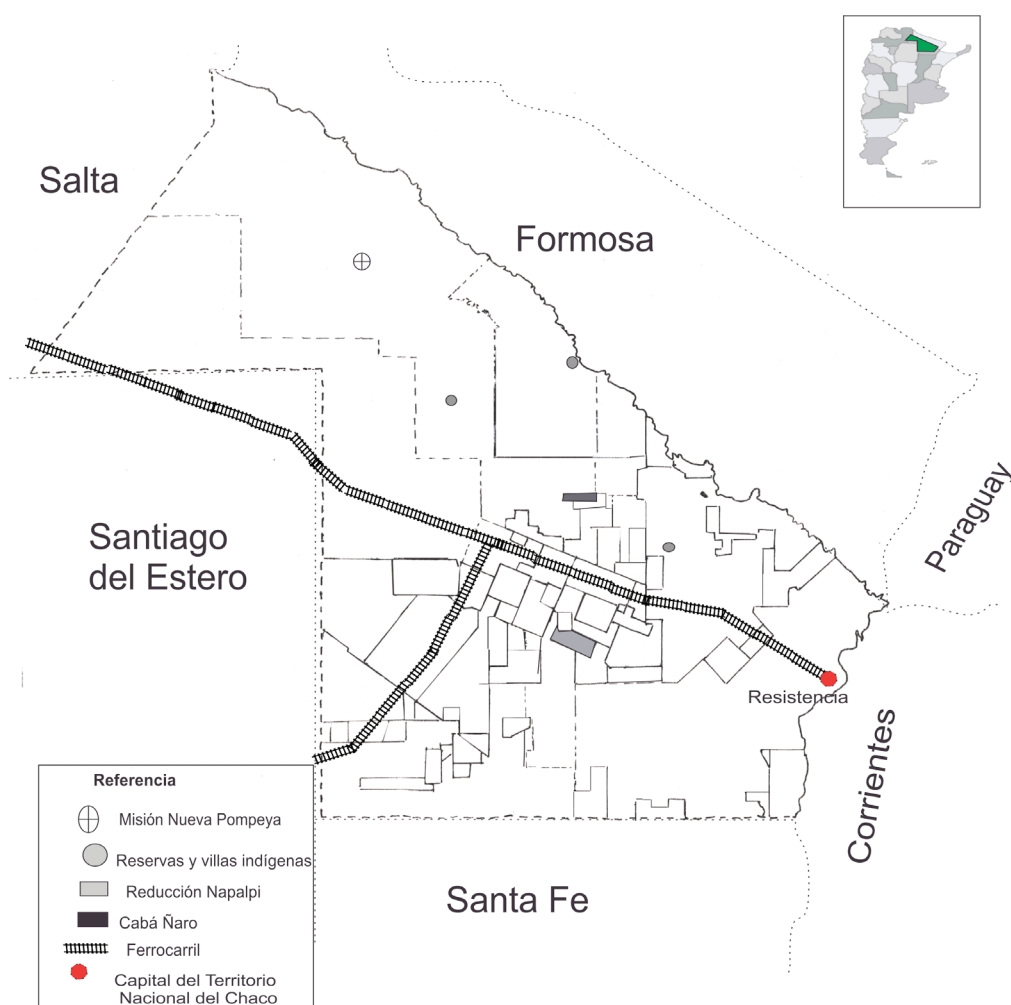 Salta
Formosa
Paraguay
Santiago
del Estero
Resistencia
Corrientes
Santa Fe
Referencia
Misión Nueva Pompeya
Reservas y villas indígenas
Reducción Napalpi
Cabá Ñaro
Ferrocarril
Capital del Territorio
Nacional del Chaco